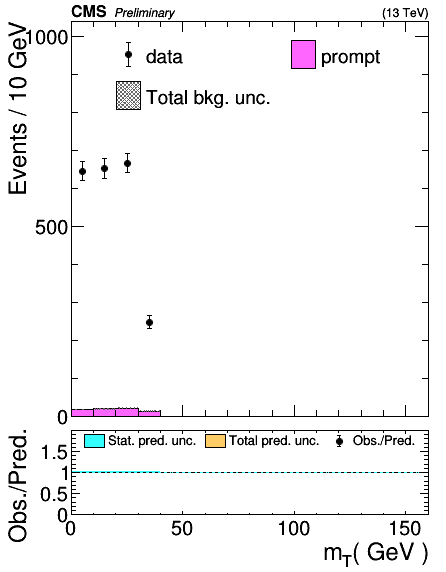 CMS Preliminary (13 TeV)
Events / 10 GeV
1000
500
0
data
prompt
Total bkg. unc.
Obs./Pred.
1.5
1
0.5
0
Stat. pred. unc.
Total pred. unc.
Obs./Pred.
0 50 100 150
m_T( GeV )